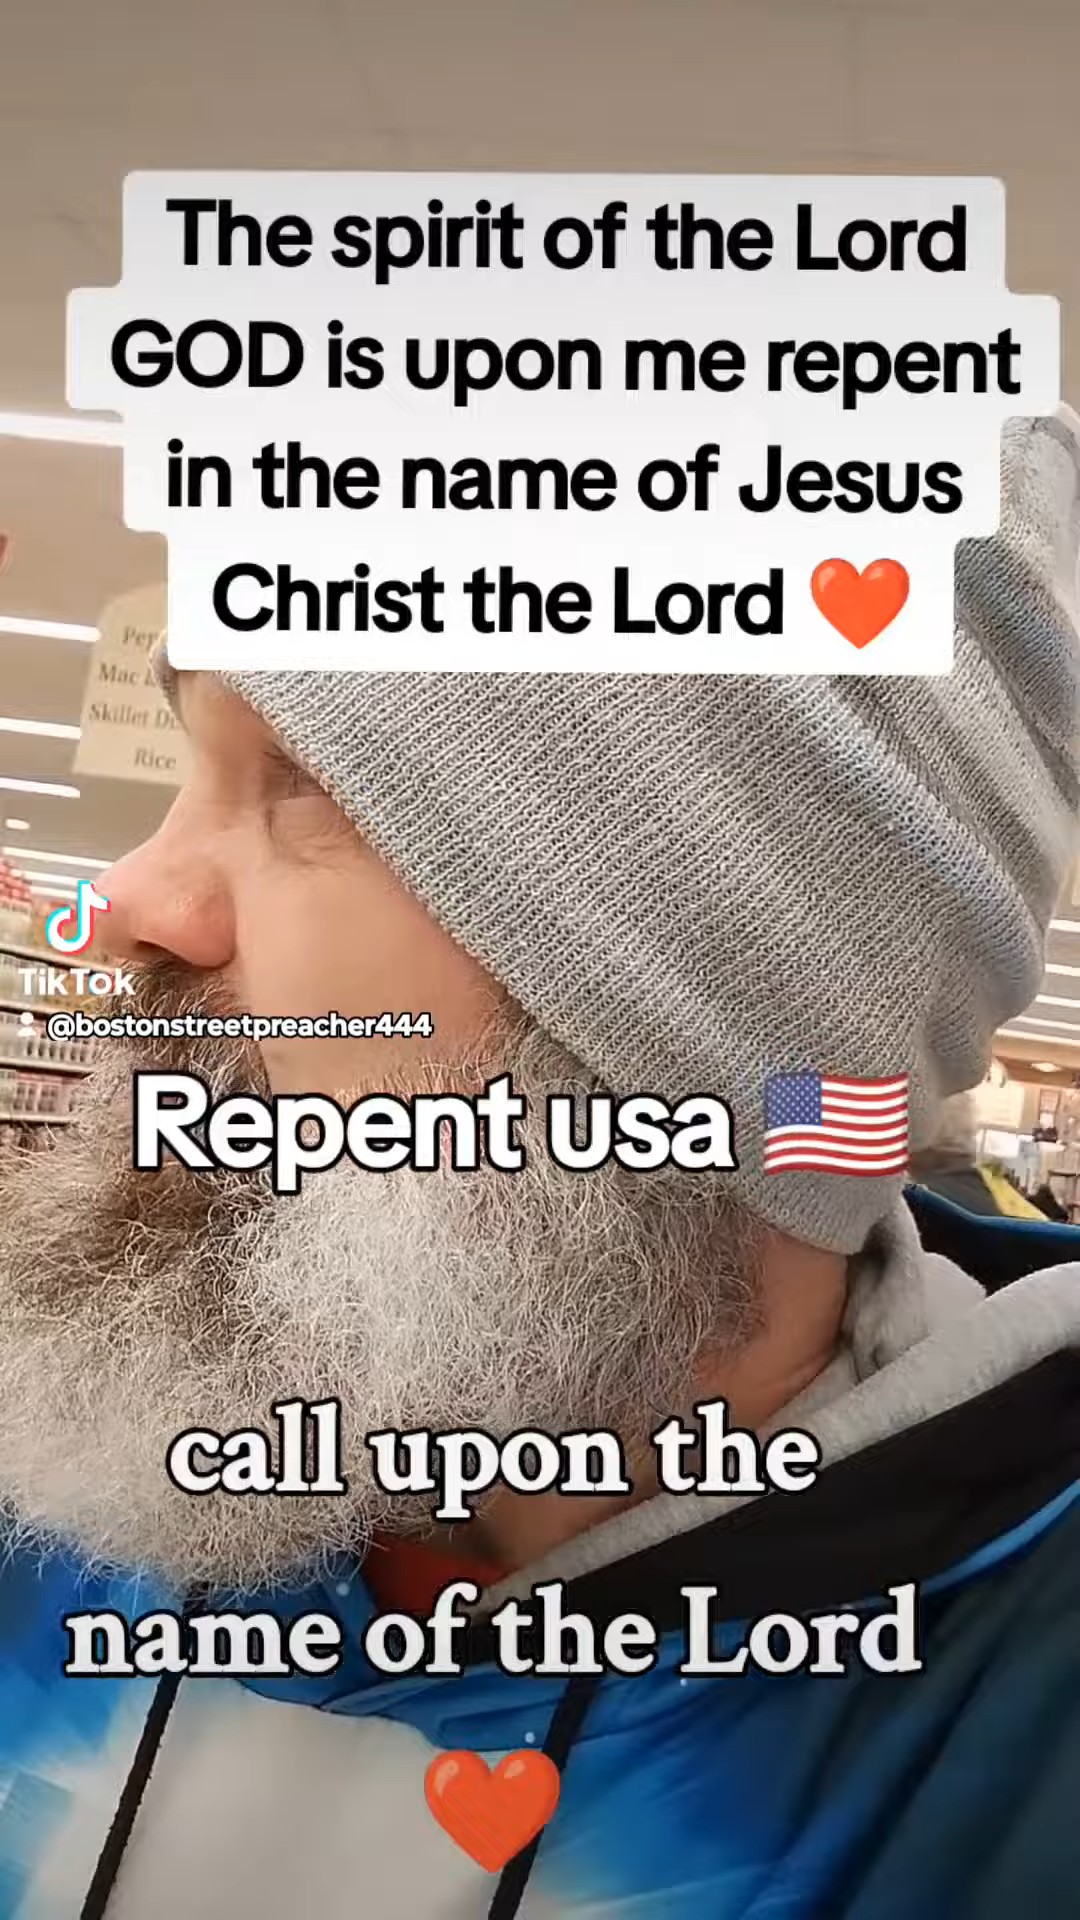 The spirit of the Lord
GOD is upon me repent
in the name of Jesus
Christ the Lord ❤️
Mac
Skillet
Rice
TikTok
@bostonstreetpreacher444
Repent usa 🇺🇸
call upon the
name of the Lord
❤️